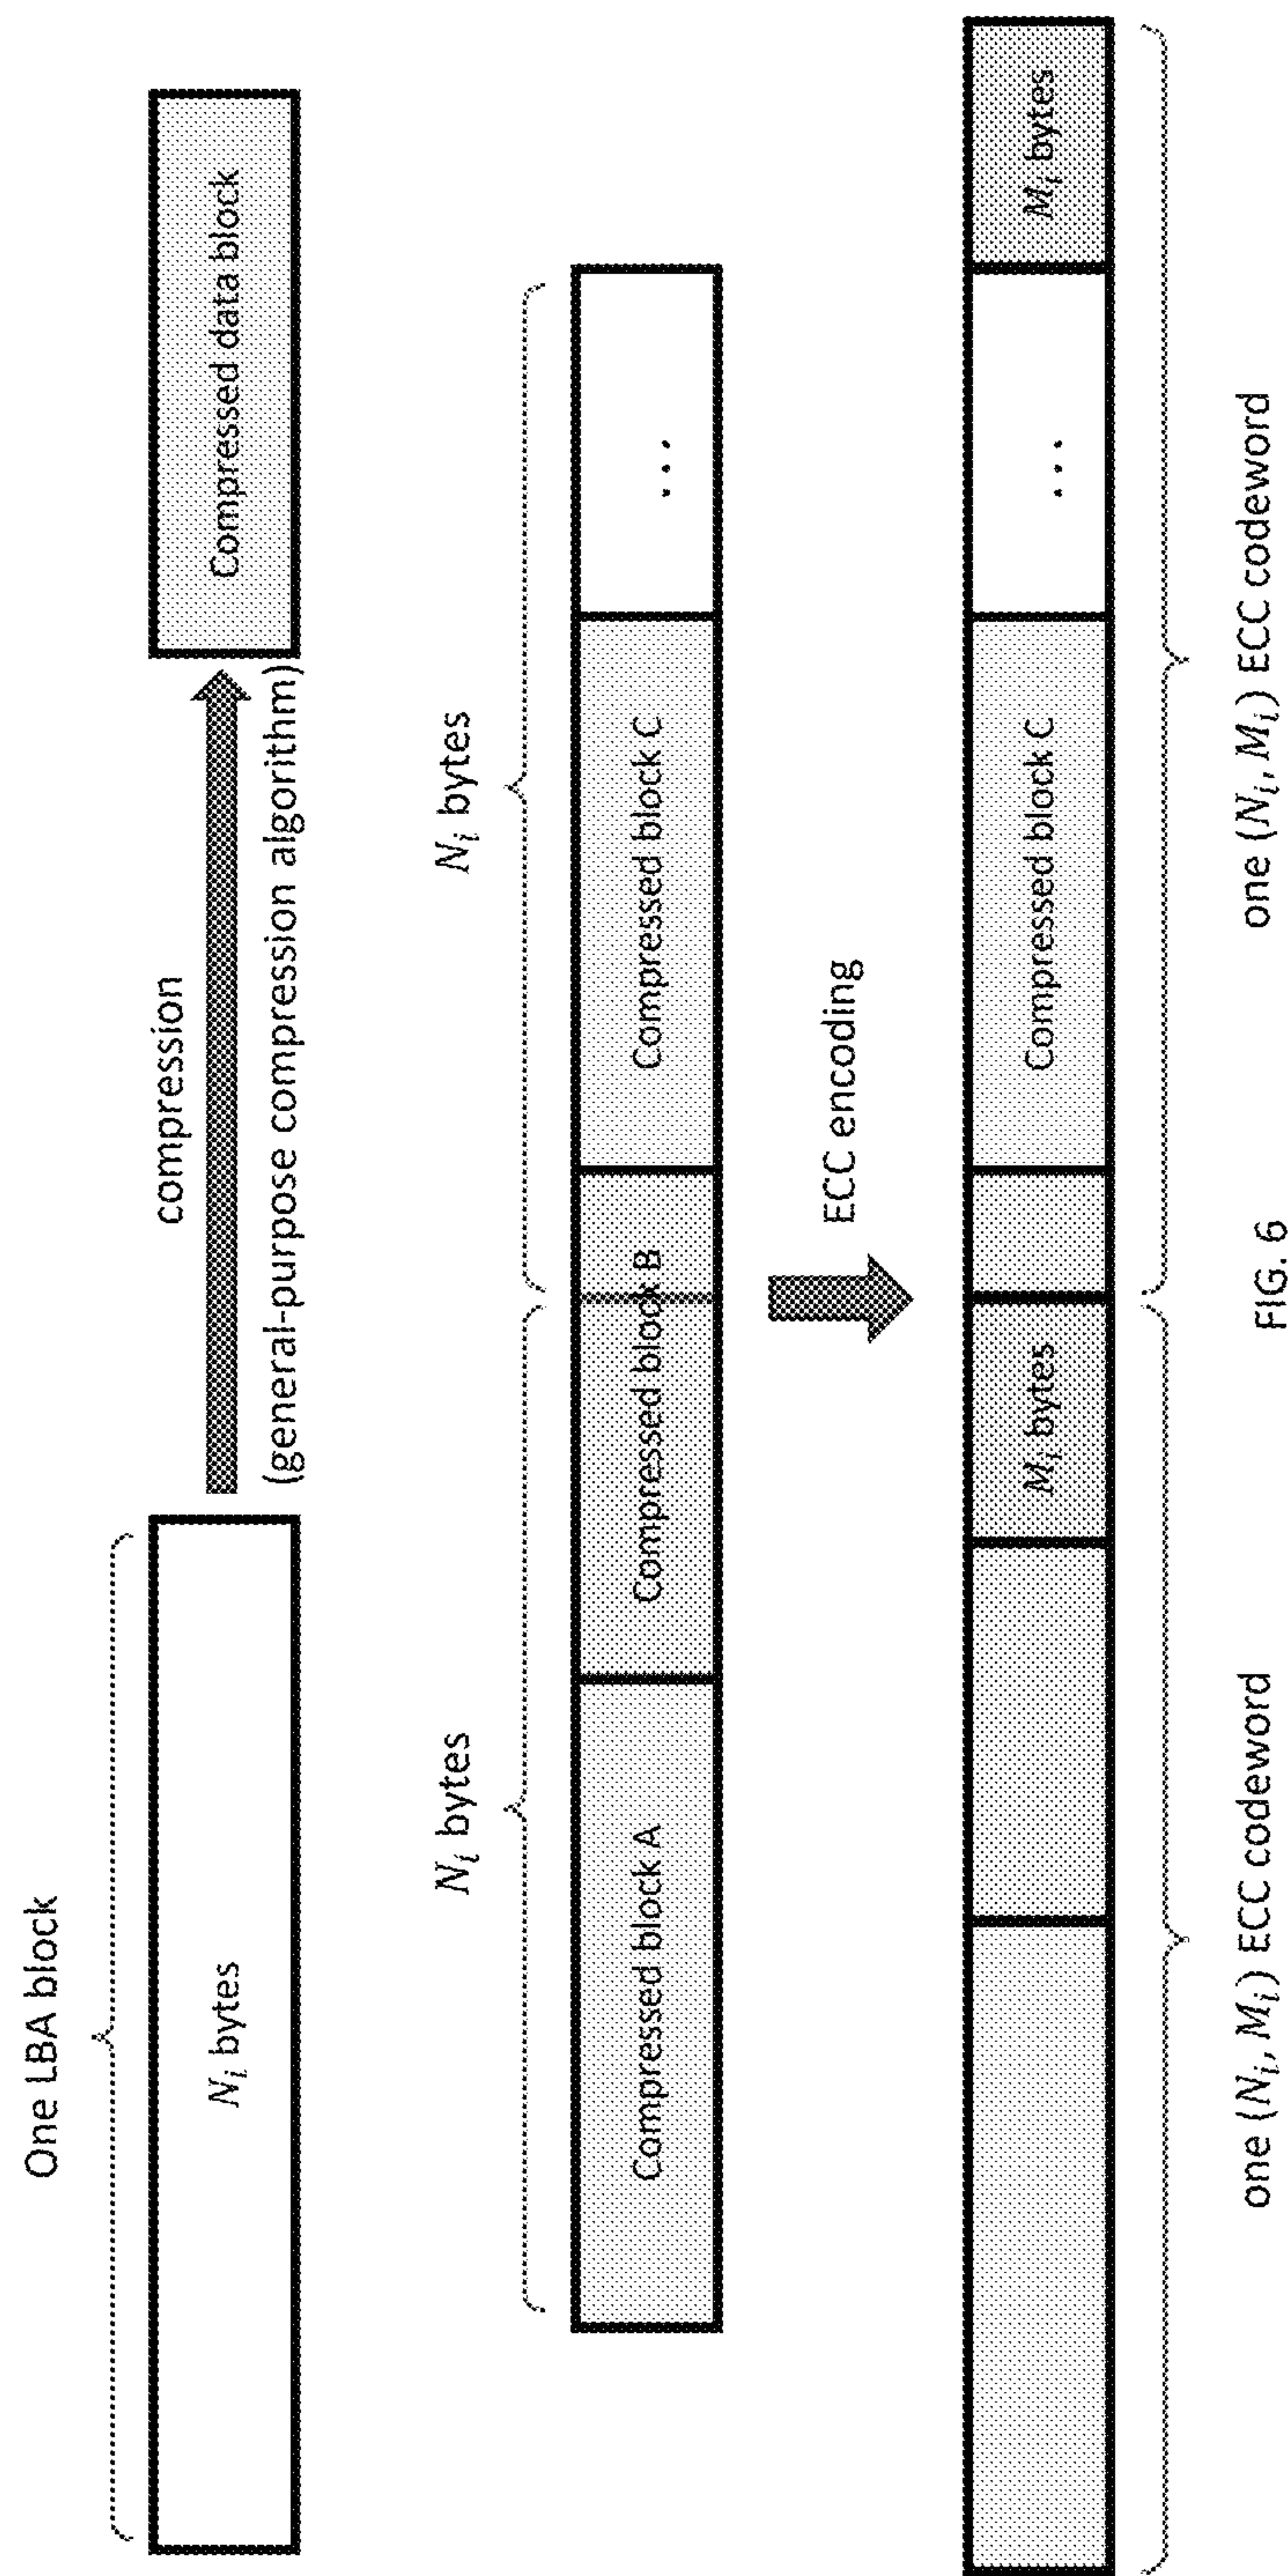 One LBA block
N_i bytes
compression
(general-purpose compression algorithm)
Compressed data block
N_i bytes
N_i bytes
Compressed block A
Compressed block B
Compressed block C
...
ECC encoding
M_i bytes
Compressed block C
...
M_i bytes
one (N_i, M_i) ECC codeword
one (N_i, M_i) ECC codeword
FIG. 6